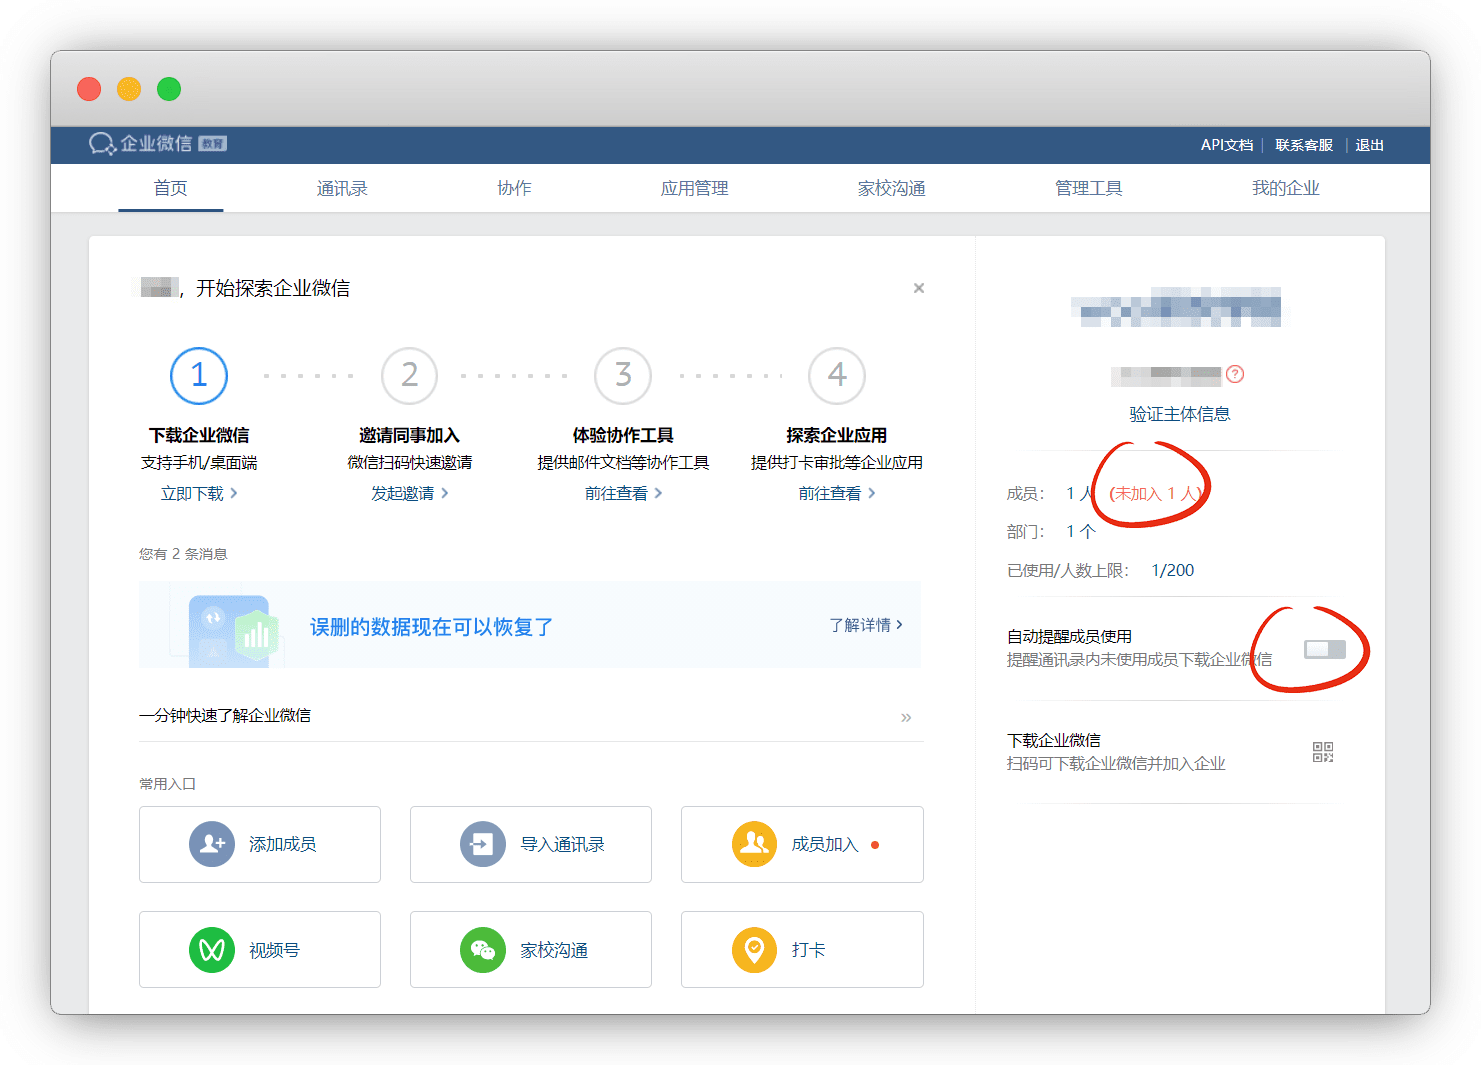 企业微信 教育
API文档 联系客服 退出
首页 通讯录 协作 应用管理 家校沟通 管理工具 我的企业
，开始探索企业微信
×
1 2 3 4
下载企业微信 邀请同事加入 体验协作工具 探索企业应用
支持手机/桌面端 微信扫码快速邀请 提供邮件文档等协作工具 提供打卡审批等企业应用
立即下载 发起邀请 前往查看 前往查看
您有 2 条消息
误删的数据现在可以恢复了 了解详情
一分钟快速了解企业微信
常用入口
添加成员 导入通讯录 成员加入
视频号 家校沟通 打卡
?
验证主体信息
成员： 1 人 (未加入 1 人)
部门： 1 个
已使用/人数上限： 1/200
自动提醒成员使用
提醒通讯录内未使用成员下载企业微信
下载企业微信
扫码可下载企业微信并加入企业